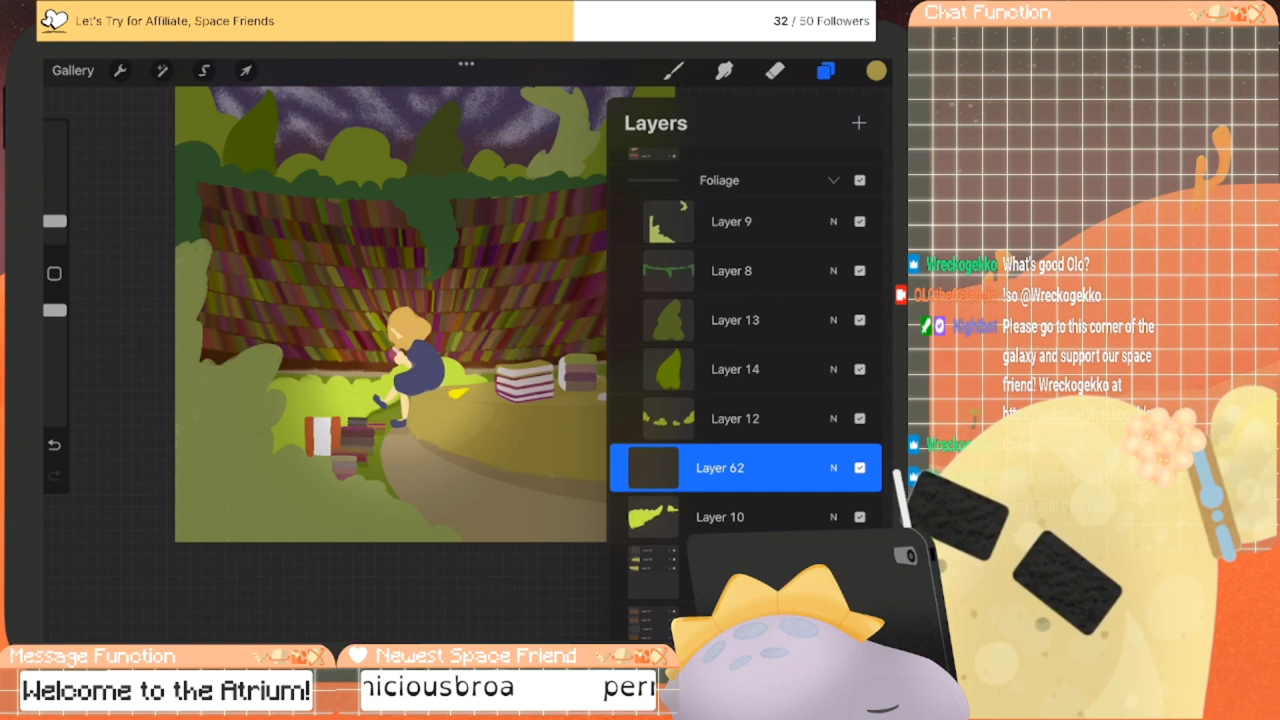 Let's Try for Affiliate, Space Friends
32 / 50 Followers
Chat Function
Gallery
Layers
Foliage
Layer 9 N
Layer 8 N
Layer 13 N
Layer 14 N
Layer 12 N
Layer 62 N
Layer 10 N
Wreckogekko What's good Olo?
!so @Wreckogekko
Nightbot Please go to this corner of the
galaxy and support our space
friend! Wreckogekko at
Message Function
Welcome to the Atrium!
Newest Space Friend
niciousbroa perr